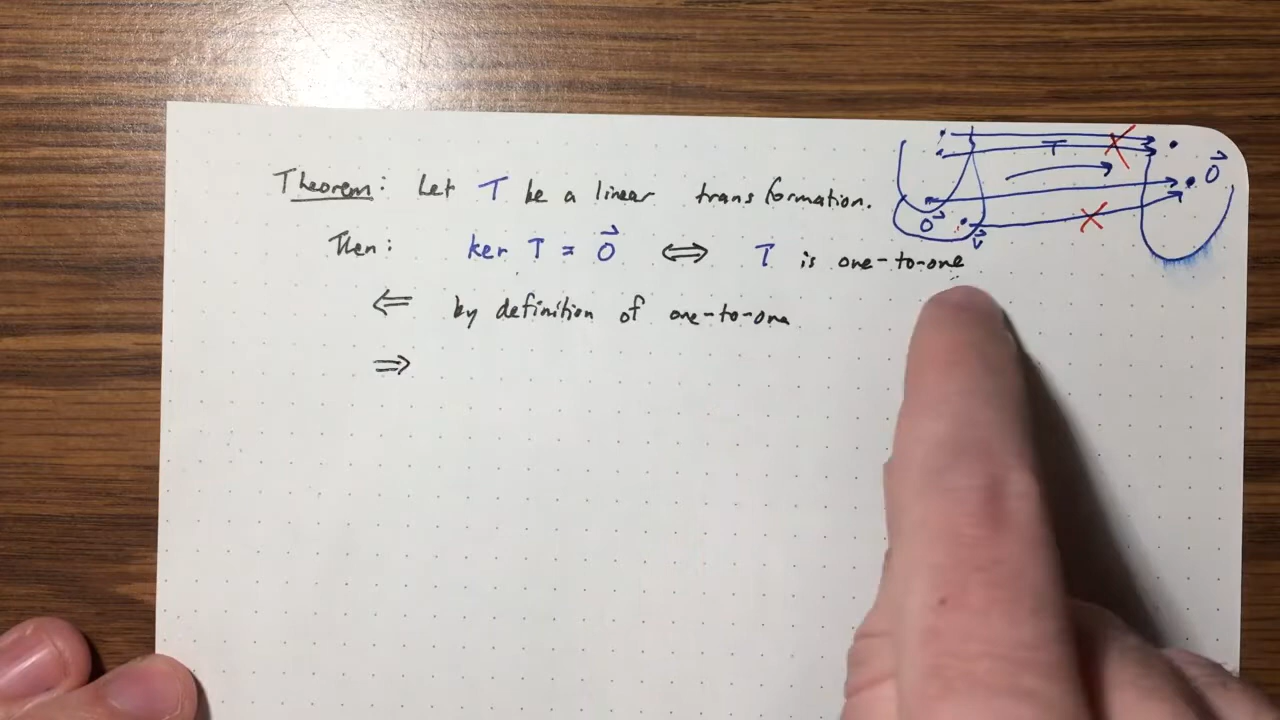 Theorem: Let T be a linear transformation.
Then: ker T = 0⃗ ⇔ T is one-to-one
⇐ by definition of one-to-one
⇒
T
0⃗
0⃗
v⃗